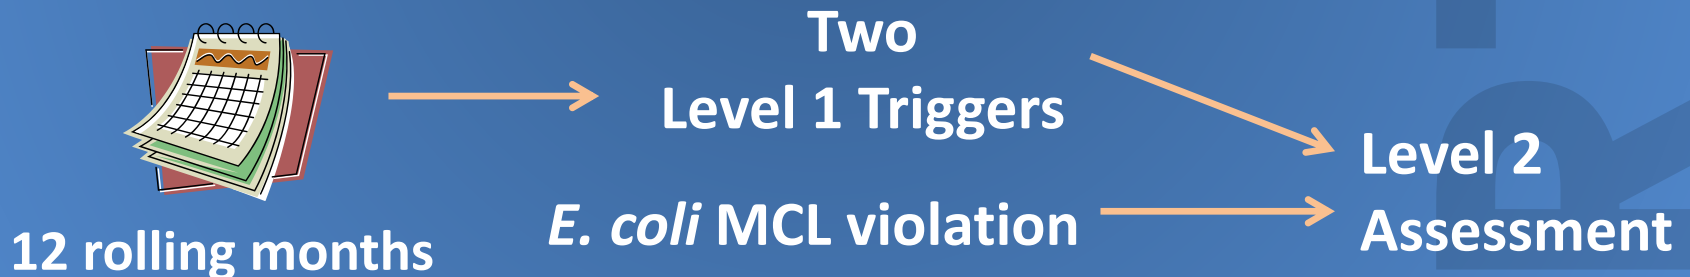 12 rolling months
Two
Level 1 Triggers
E. coli MCL violation
Level 2
Assessment